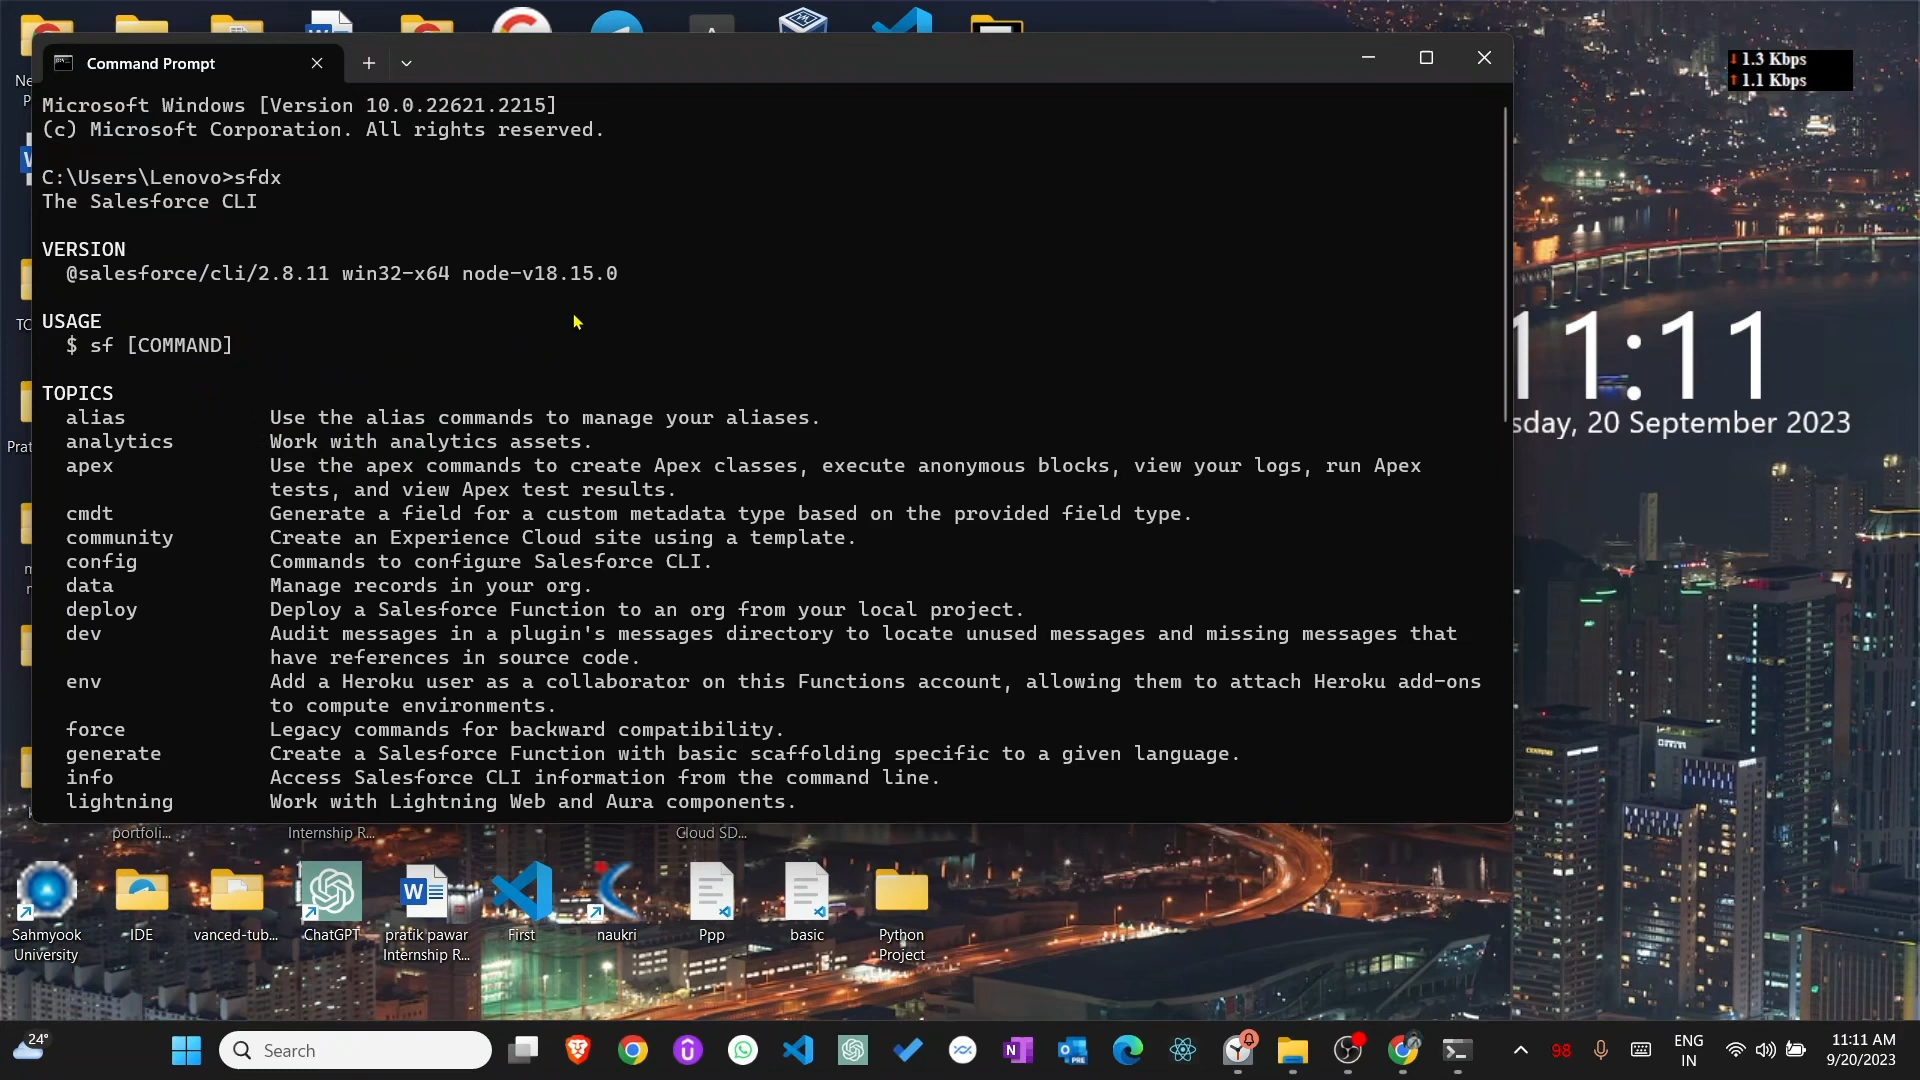 Command Prompt
Microsoft Windows [Version 10.0.22621.2215]
(c) Microsoft Corporation. All rights reserved.
C:\Users\Lenovo>sfdx
The Salesforce CLI
VERSION
@salesforce/cli/2.8.11 win32-x64 node-v18.15.0
USAGE
$ sf [COMMAND]
TOPICS
alias Use the alias commands to manage your aliases.
analytics Work with analytics assets.
apex Use the apex commands to create Apex classes, execute anonymous blocks, view your logs, run Apex
tests, and view Apex test results.
cmdt Generate a field for a custom metadata type based on the provided field type.
community Create an Experience Cloud site using a template.
config Commands to configure Salesforce CLI.
data Manage records in your org.
deploy Deploy a Salesforce Function to an org from your local project.
dev Audit messages in a plugin's messages directory to locate unused messages and missing messages that
have references in source code.
env Add a Heroku user as a collaborator on this Functions account, allowing them to attach Heroku add-ons
to compute environments.
force Legacy commands for backward compatibility.
generate Create a Salesforce Function with basic scaffolding specific to a given language.
info Access Salesforce CLI information from the command line.
lightning Work with Lightning Web and Aura components.
1.3 Kbps
1.1 Kbps
11:11
sday, 20 September 2023
portfoli...
Internship R...
Cloud SD...
Sahmyook
University
IDE
vanced-tub...
ChatGPT
pratik pawar
Internship R...
First
naukri
Ppp
basic
Python
Project
24°
Search
98
ENG
IN
11:11 AM
9/20/2023